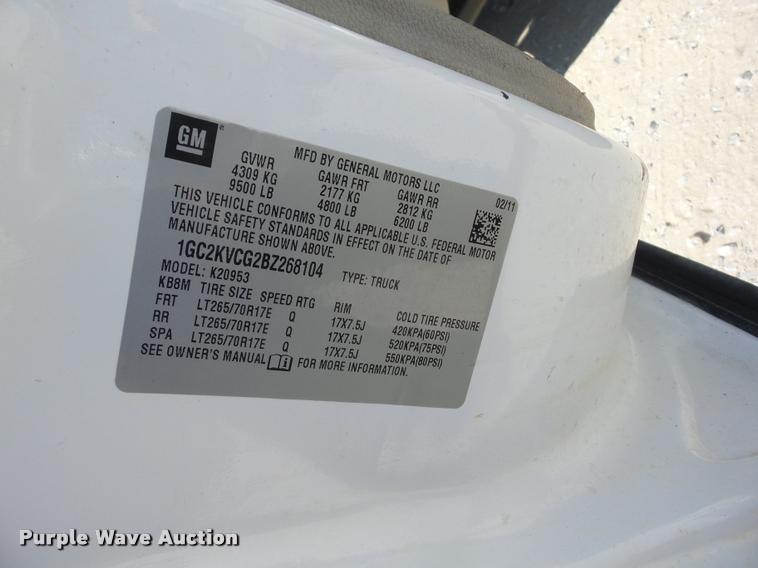 GM
MFD BY GENERAL MOTORS LLC
02/11
GVWR GAWR FRT GAWR RR
4309 KG 2177 KG 2812 KG
9500 LB 4800 LB 6200 LB
THIS VEHICLE CONFORMS TO ALL APPLICABLE U.S. FEDERAL MOTOR
VEHICLE SAFETY STANDARDS IN EFFECT ON THE DATE OF
MANUFACTURE SHOWN ABOVE.
1GC2KVCG2BZ268104 TYPE: TRUCK
MODEL: K20953
KB8M TIRE SIZE SPEED RTG RIM COLD TIRE PRESSURE
FRT LT265/70R17E Q 17X7.5J 420KPA(60PSI)
RR LT265/70R17E Q 17X7.5J 520KPA(75PSI)
SPA LT265/70R17E Q 17X7.5J 550KPA(80PSI)
SEE OWNER'S MANUAL FOR MORE INFORMATION.
Purple Wave Auction